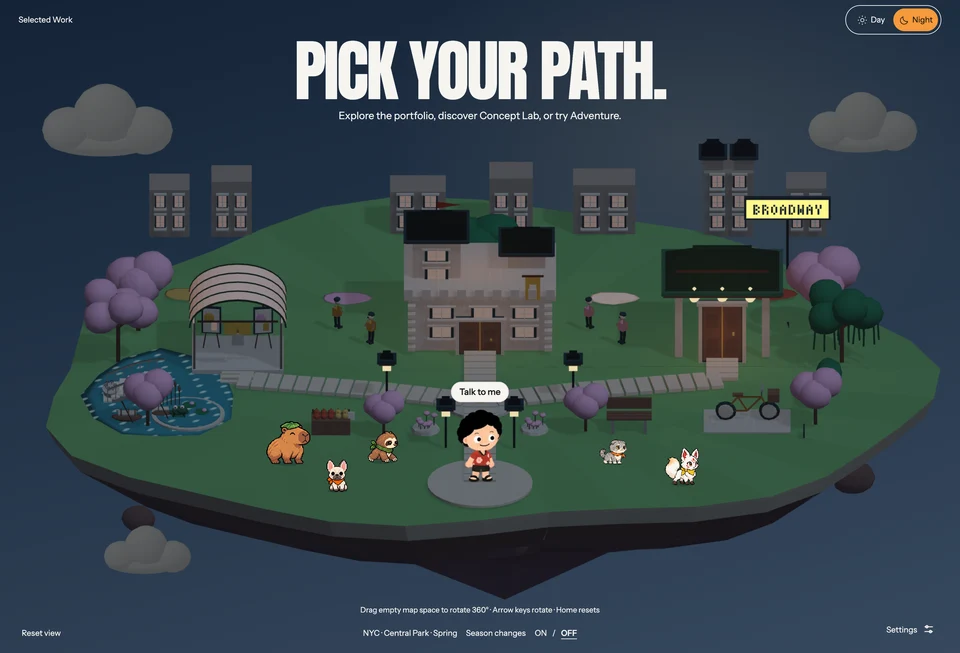 Selected Work
Day
Night
PICK YOUR PATH.
Explore the portfolio, discover Concept Lab, or try Adventure.
BROADWAY
Talk to me
Drag empty map space to rotate 360° · Arrow keys rotate · Home resets
Reset view
NYC · Central Park · Spring Season changes ON / OFF
Settings